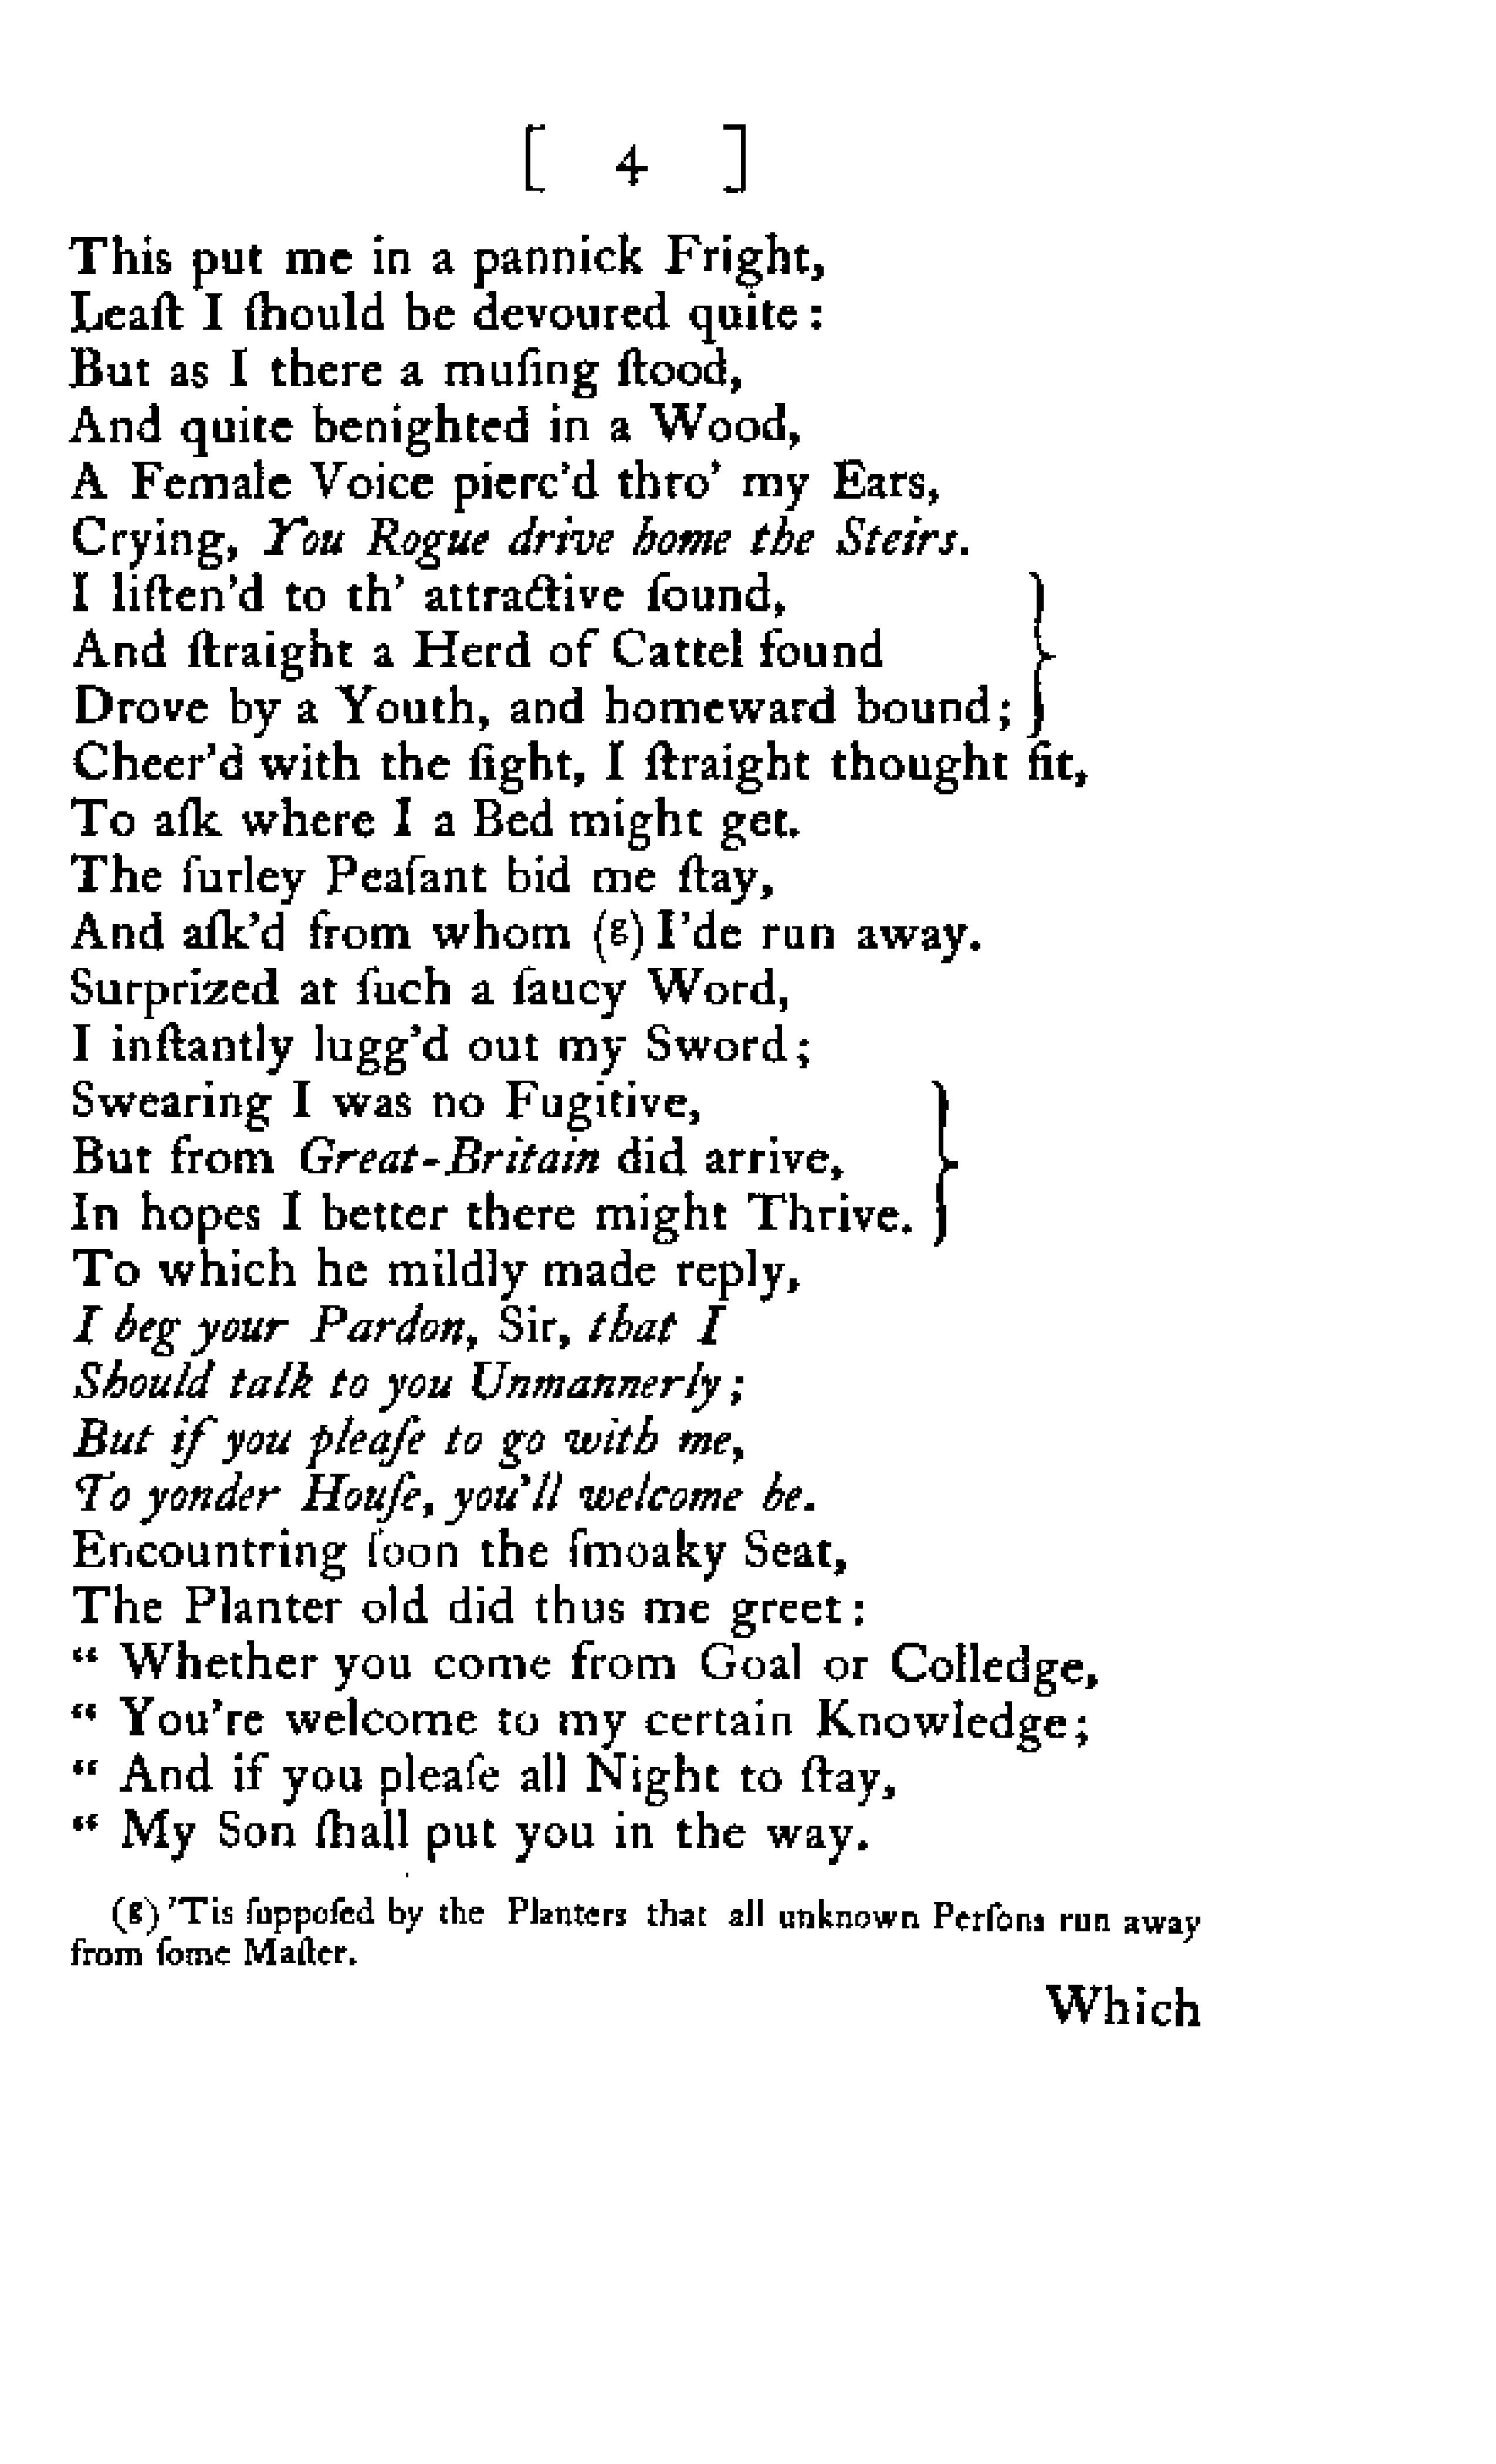 [ 4 ]
This put me in a pannick Fright,
Leaſt I ſhould be devoured quite:
But as I there a muſing ſtood,
And quite benighted in a Wood,
A Female Voice pierc'd thro' my Ears,
Crying, You Rogue drive home the Steirs.
I liſten'd to th' attractive ſound,
And ſtraight a Herd of Cattel found
Drove by a Youth, and homeward bound;
Cheer'd with the ſight, I ſtraight thought fit,
To aſk where I a Bed might get.
The ſurley Peaſant bid me ſtay,
And aſk'd from whom (g) I'de run away.
Surprized at ſuch a ſaucy Word,
I inſtantly lugg'd out my Sword;
Swearing I was no Fugitive,
But from Great-Britain did arrive,
In hopes I better there might Thrive.
To which he mildly made reply,
I beg your Pardon, Sir, that I
Should talk to you Unmannerly;
But if you pleaſe to go with me,
To yonder Houſe, you'll welcome be.
Encountring ſoon the ſmoaky Seat,
The Planter old did thus me greet:
“ Whether you come from Goal or Colledge,
“ You're welcome to my certain Knowledge;
“ And if you pleaſe all Night to ſtay,
“ My Son ſhall put you in the way.
(g) 'Tis ſuppoſed by the Planters that all unknown Perſons run away
from ſome Maſter.
Which